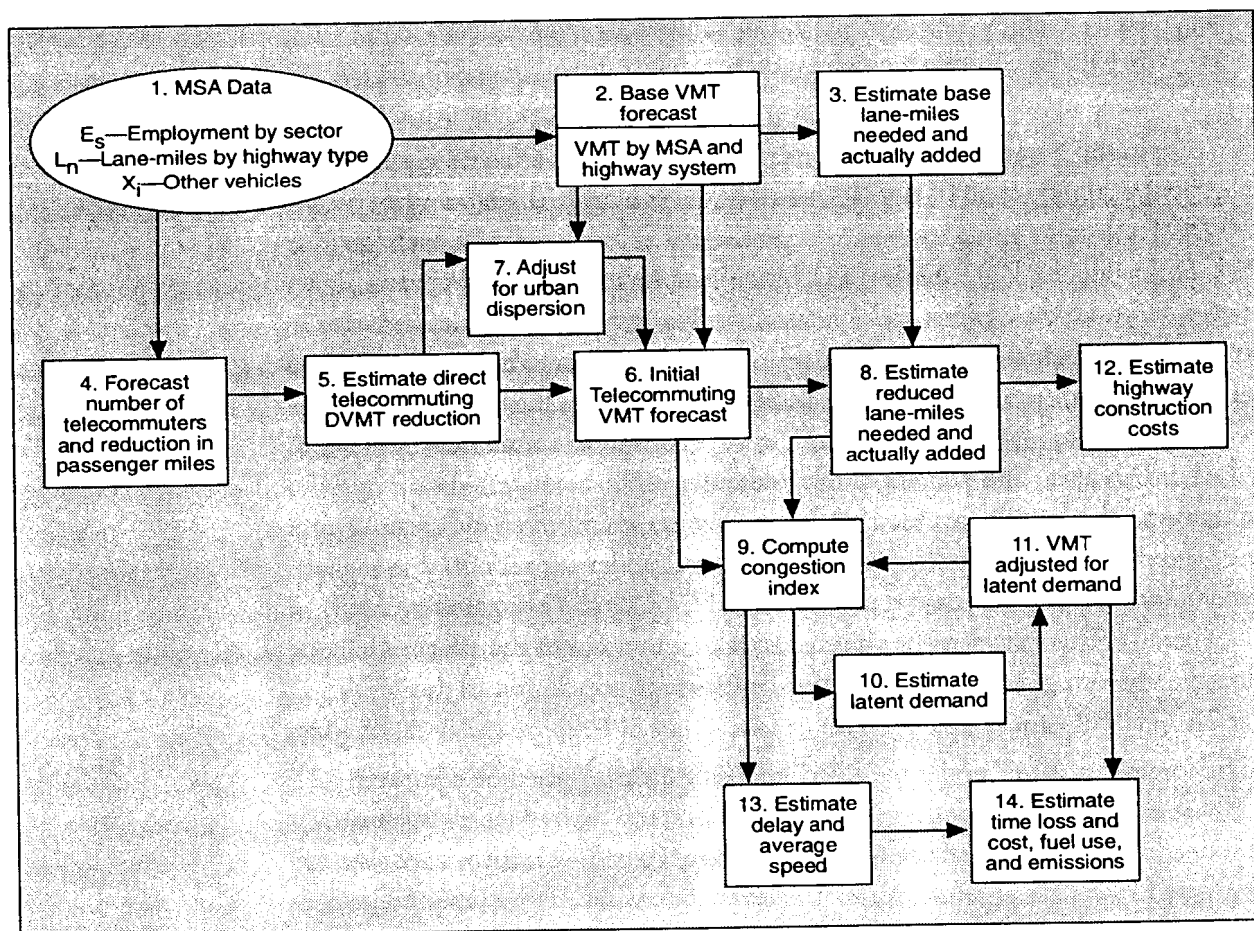 1. MSA Data
E_s—Employment by sector
L_n—Lane-miles by highway type
X_i—Other vehicles
2. Base VMT
forecast
VMT by MSA and
highway system
3. Estimate base
lane-miles
needed and
actually added
7. Adjust
for urban
dispersion
4. Forecast
number of
telecommuters
and reduction in
passenger miles
5. Estimate direct
telecommuting
DVMT reduction
6. Initial
Telecommuting
VMT forecast
8. Estimate
reduced
lane-miles
needed and
actually added
12. Estimate
highway
construction
costs
9. Compute
congestion
index
11. VMT
adjusted for
latent demand
10. Estimate
latent demand
13. Estimate
delay and
average
speed
14. Estimate
time loss and
cost, fuel use,
and emissions